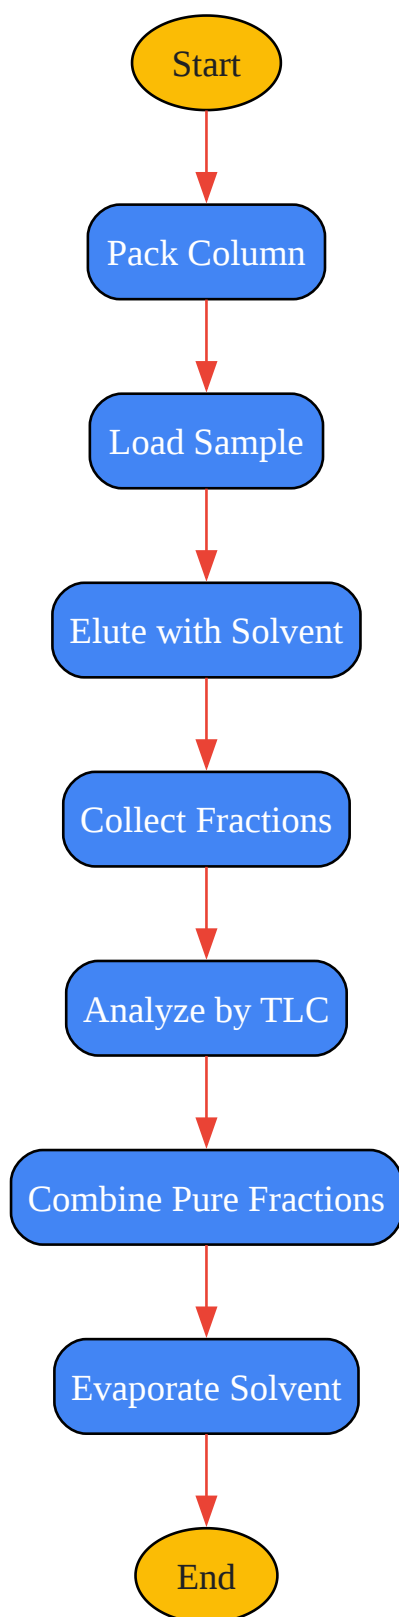 Start
Pack Column
Load Sample
Elute with Solvent
Collect Fractions
Analyze by TLC
Combine Pure Fractions
Evaporate Solvent
End